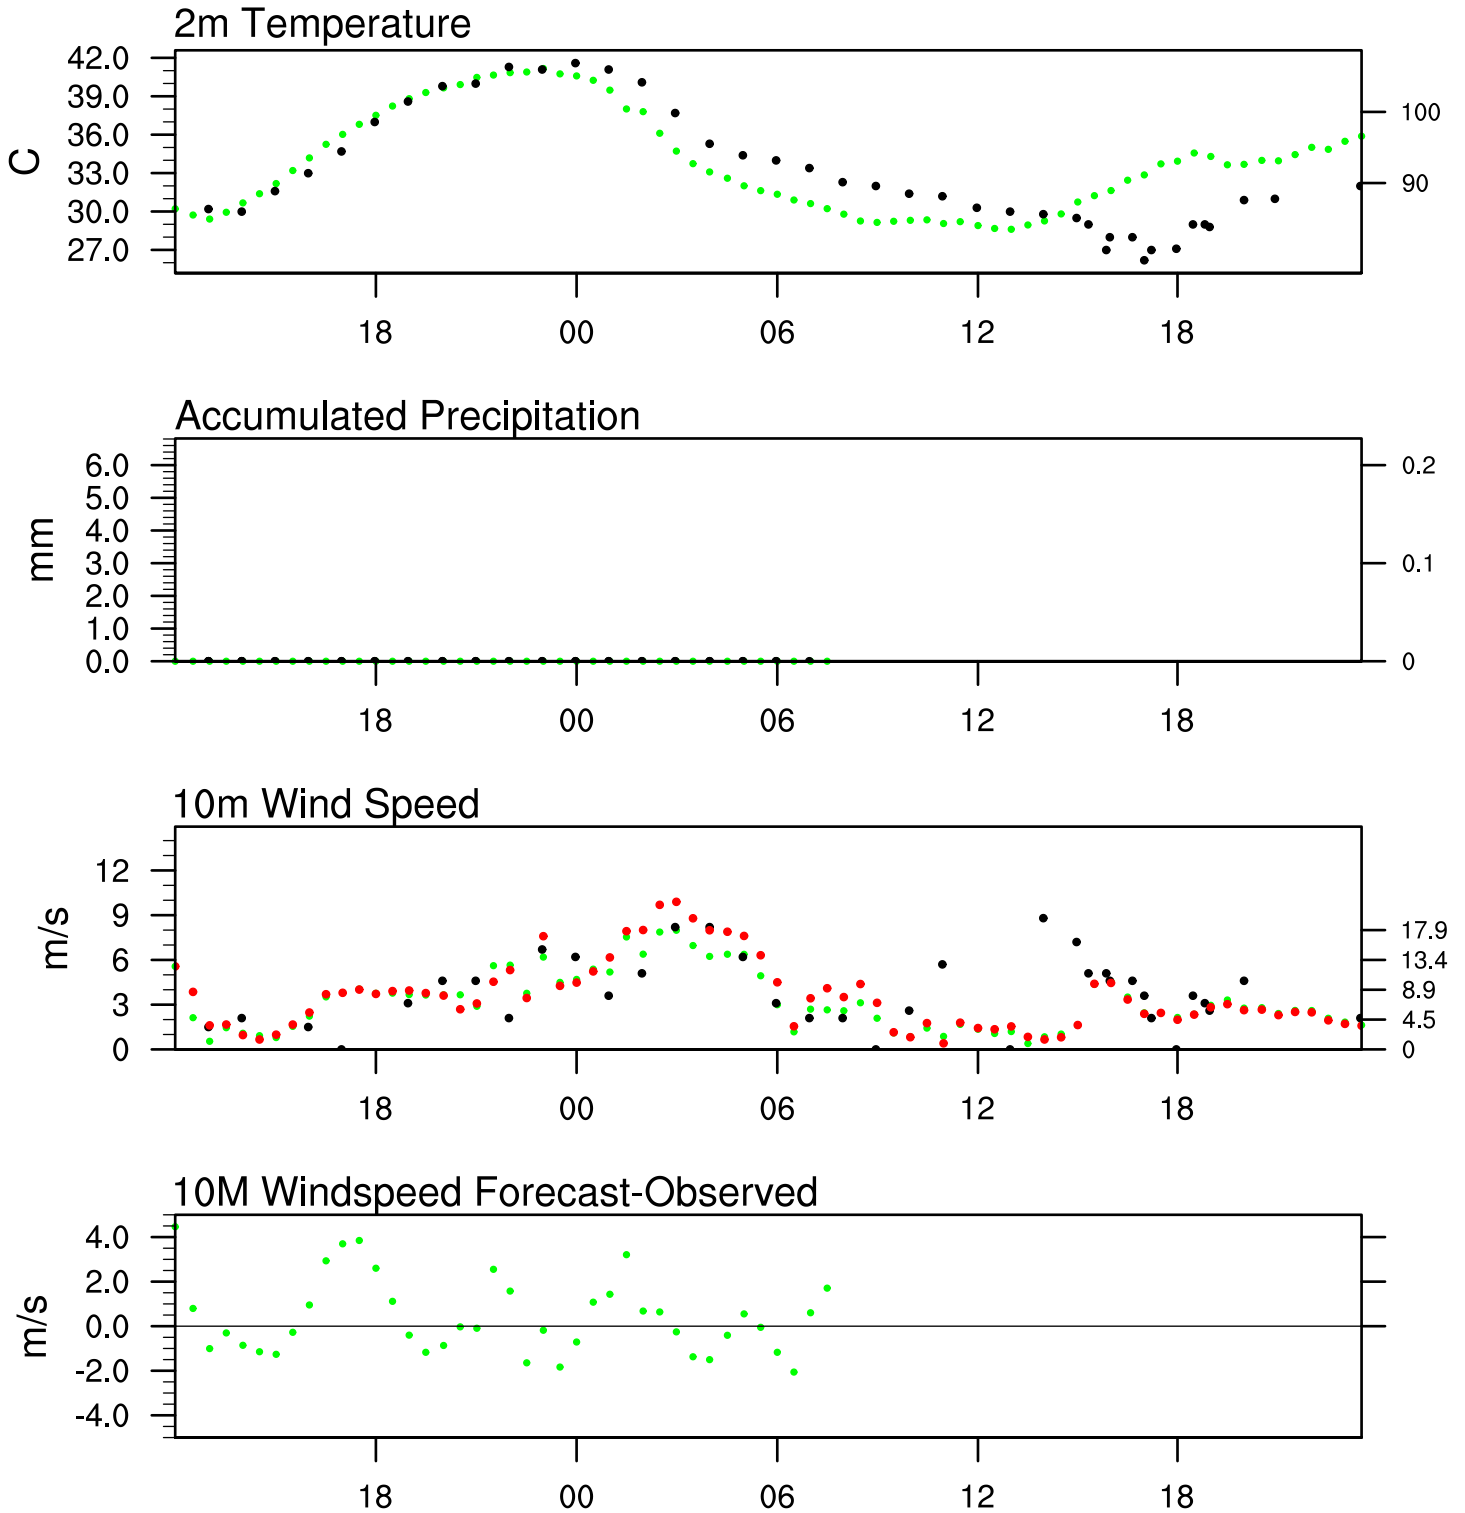 2m Temperature
42.0
39.0
36.0
33.0
30.0
27.0
C
100
90
18 00 06 12 18
Accumulated Precipitation
6.0
5.0
4.0
3.0
2.0
1.0
0.0
mm
0.2
0.1
0
18 00 06 12 18
10m Wind Speed
12
9
6
3
0
m/s
17.9
13.4
8.9
4.5
0
18 00 06 12 18
10M Windspeed Forecast-Observed
4.0
2.0
0.0
-2.0
-4.0
m/s
18 00 06 12 18